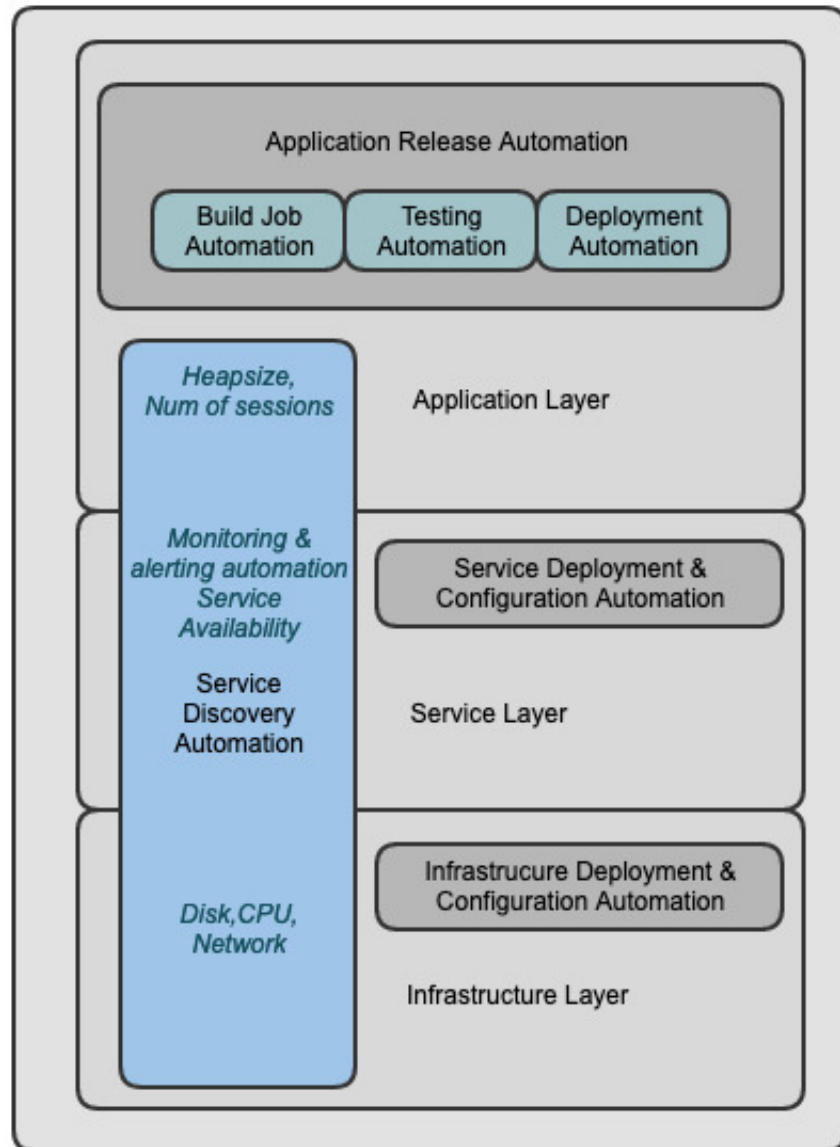 Application Release Automation
Build Job
Automation
Testing
Automation
Deployment
Automation
Heapsize,
Num of sessions
Application Layer
Monitoring &
alerting automation
Service
Availability
Service Deployment &
Configuration Automation
Service
Discovery
Automation
Service Layer
Infrastrucure Deployment &
Configuration Automation
Disk,CPU,
Network
Infrastructure Layer